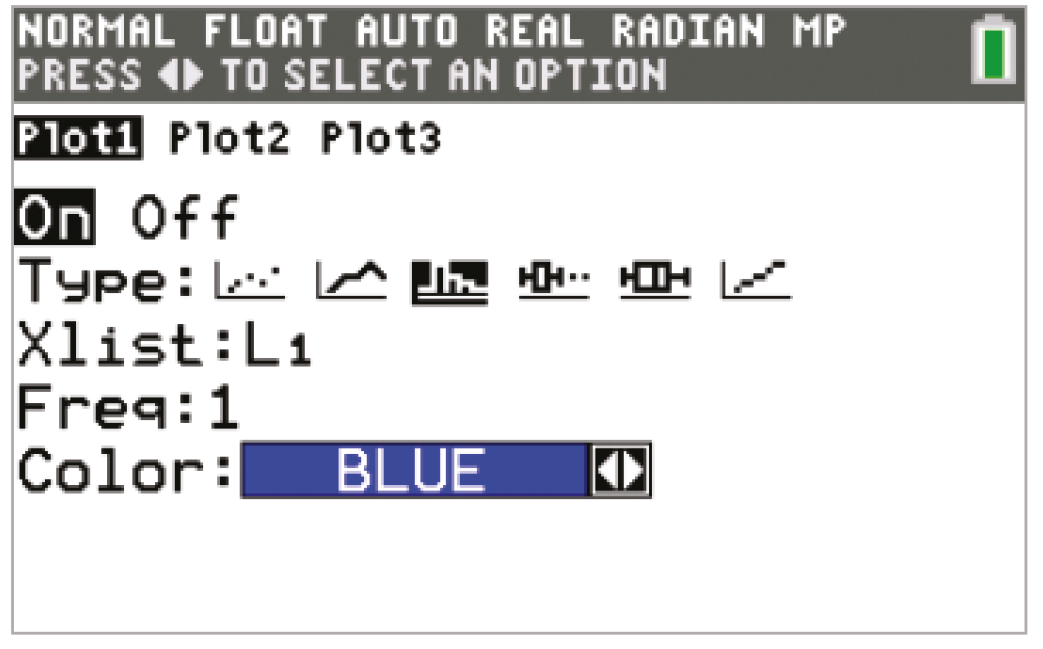 NORMAL FLOAT AUTO REAL RADIAN MP
PRESS ◄► TO SELECT AN OPTION
Plot1 Plot2 Plot3
On Off
Type:
Xlist:L1
Freq:1
Color: BLUE